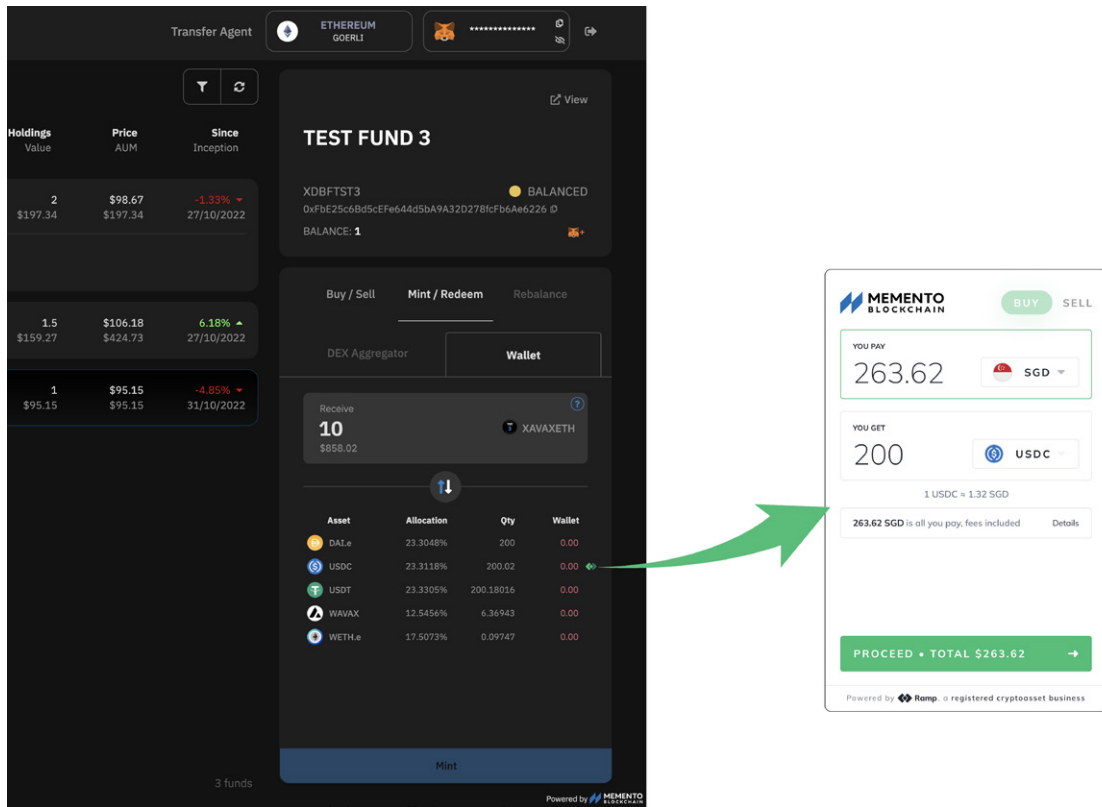 Transfer Agent
ETHEREUM
GOERLI
**************
Holdings Price Since
Value AUM Inception
2 $98.67 -1.33%
$197.34 $197.34 27/10/2022
1.5 $106.18 6.18%
$159.27 $424.73 27/10/2022
1 $95.15 -4.85%
$95.15 $95.15 31/10/2022
3 funds
View
TEST FUND 3
XDBFTST3 BALANCED
0xFbE25c6Bd5cEFe644d5bA9A32D278fcFb6Ae6226
BALANCE: 1
Buy / Sell Mint / Redeem Rebalance
DEX Aggregator Wallet
Receive ?
10 XAVAXETH
$858.02
Asset Allocation Qty Wallet
DAI.e 23.3048% 200 0.00
USDC 23.3118% 200.02 0.00
USDT 23.3305% 200.18016 0.00
WAVAX 12.5456% 6.36943 0.00
WETH.e 17.5073% 0.09747 0.00
Mint
Powered by MEMENTO BLOCKCHAIN
MEMENTO
BLOCKCHAIN
BUY SELL
YOU PAY
263.62 SGD
YOU GET
200 USDC
1 USDC ≈ 1.32 SGD
263.62 SGD is all you pay, fees included Details
PROCEED • TOTAL $263.62 →
Powered by Ramp, a registered cryptoasset business